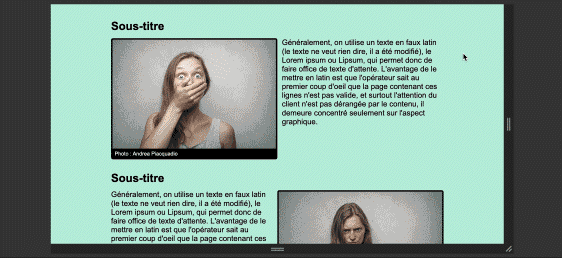 Sous-titre
Généralement, on utilise un texte en faux latin
(le texte ne veut rien dire, il a été modifié), le
Lorem ipsum ou Lipsum, qui permet donc de
faire office de texte d'attente. L'avantage de le
mettre en latin est que l'opérateur sait au
premier coup d'oeil que la page contenant ces
lignes n'est pas valide, et surtout l'attention du
client n'est pas dérangée par le contenu, il
demeure concentré seulement sur l'aspect
graphique.
Photo : Andrea Piacquadio
Sous-titre
Généralement, on utilise un texte en faux latin
(le texte ne veut rien dire, il a été modifié), le
Lorem ipsum ou Lipsum, qui permet donc de
faire office de texte d'attente. L'avantage de le
mettre en latin est que l'opérateur sait au
premier coup d'oeil que la page contenant ces